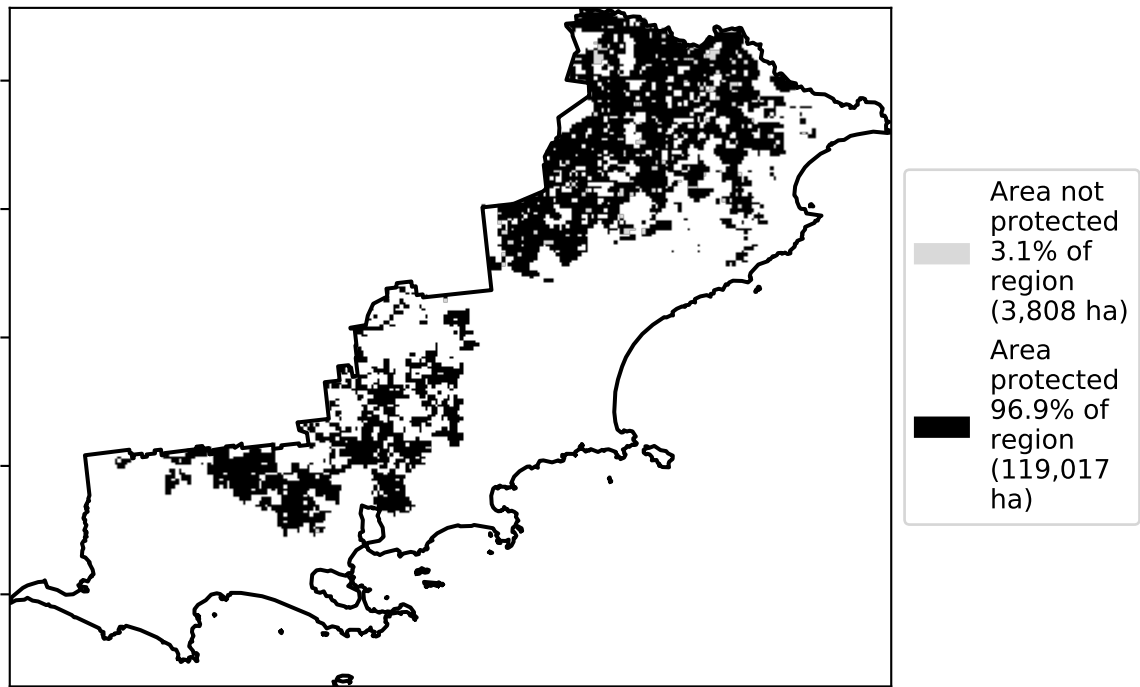 Area not
protected
3.1% of
region
(3,808 ha)
Area
protected
96.9% of
region
(119,017
ha)